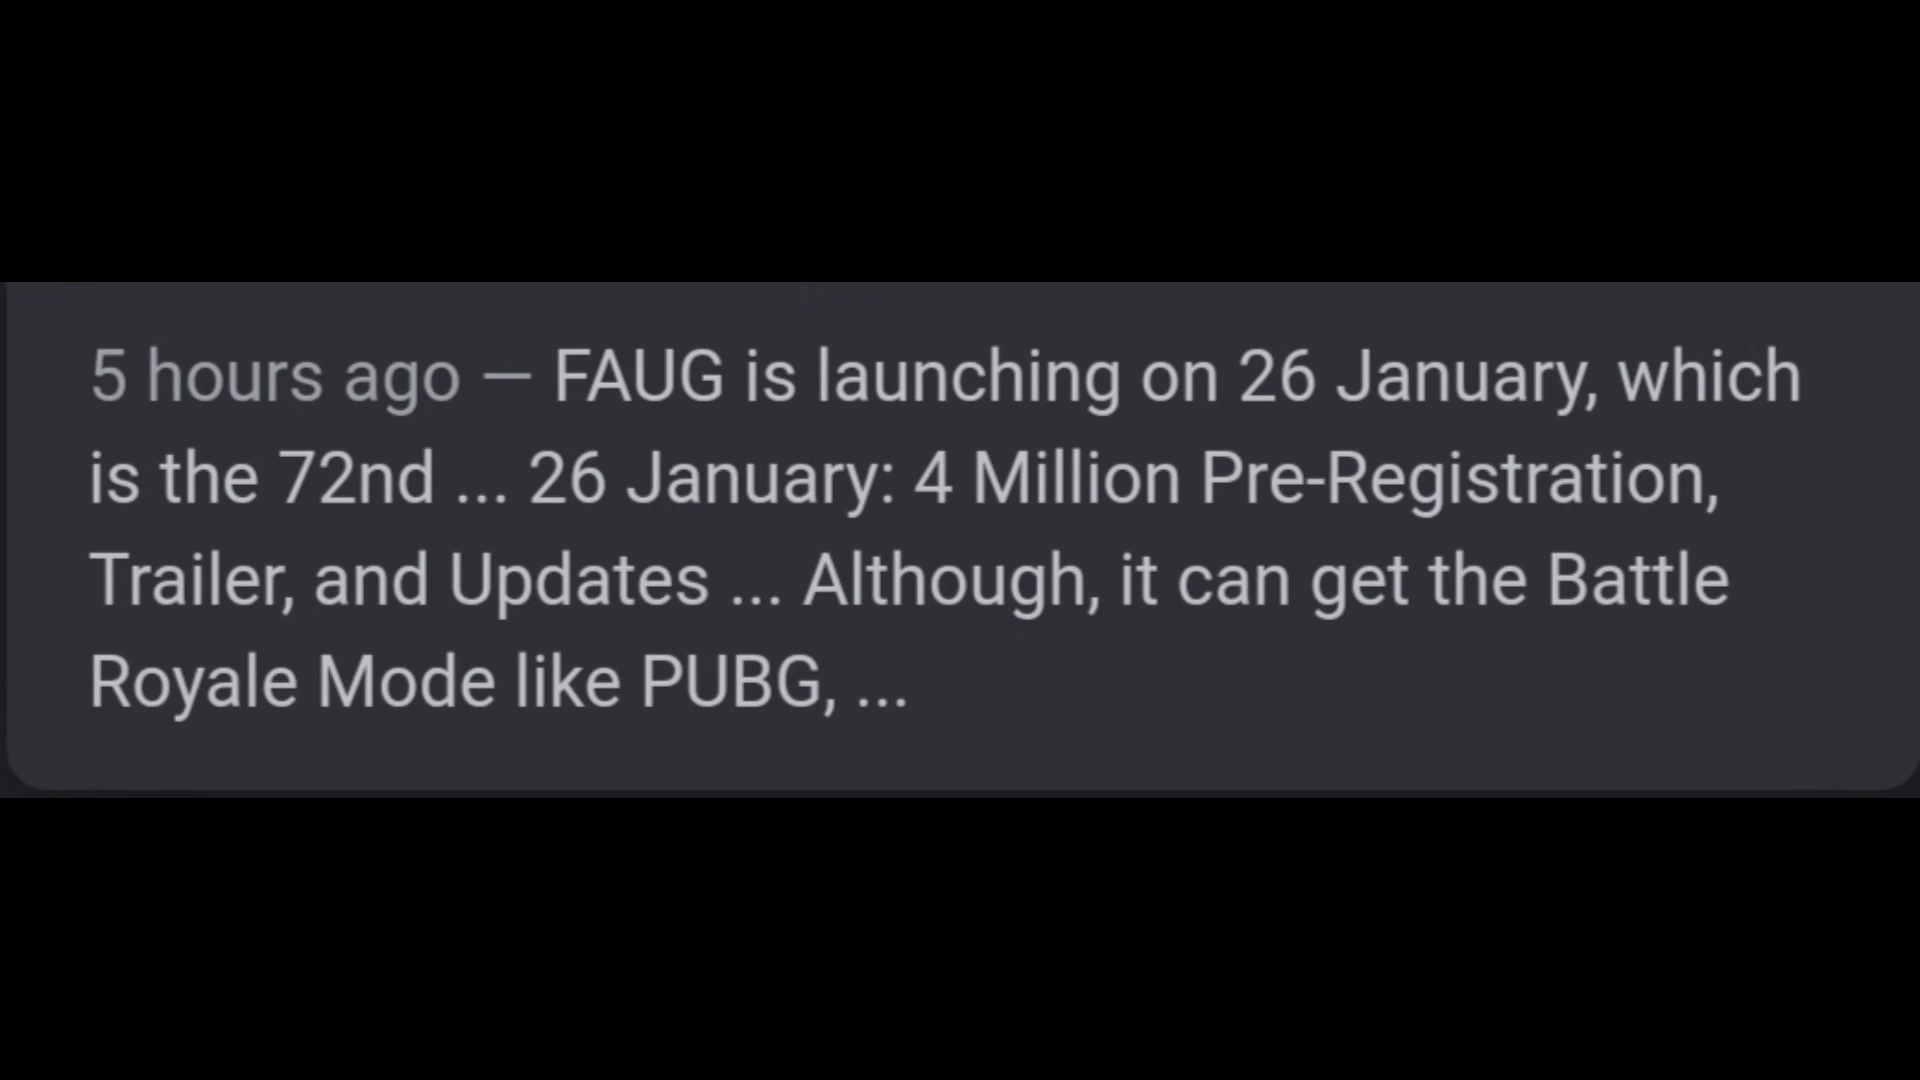 5 hours ago — FAUG is launching on 26 January, which
is the 72nd ... 26 January: 4 Million Pre-Registration,
Trailer, and Updates ... Although, it can get the Battle
Royale Mode like PUBG, ...